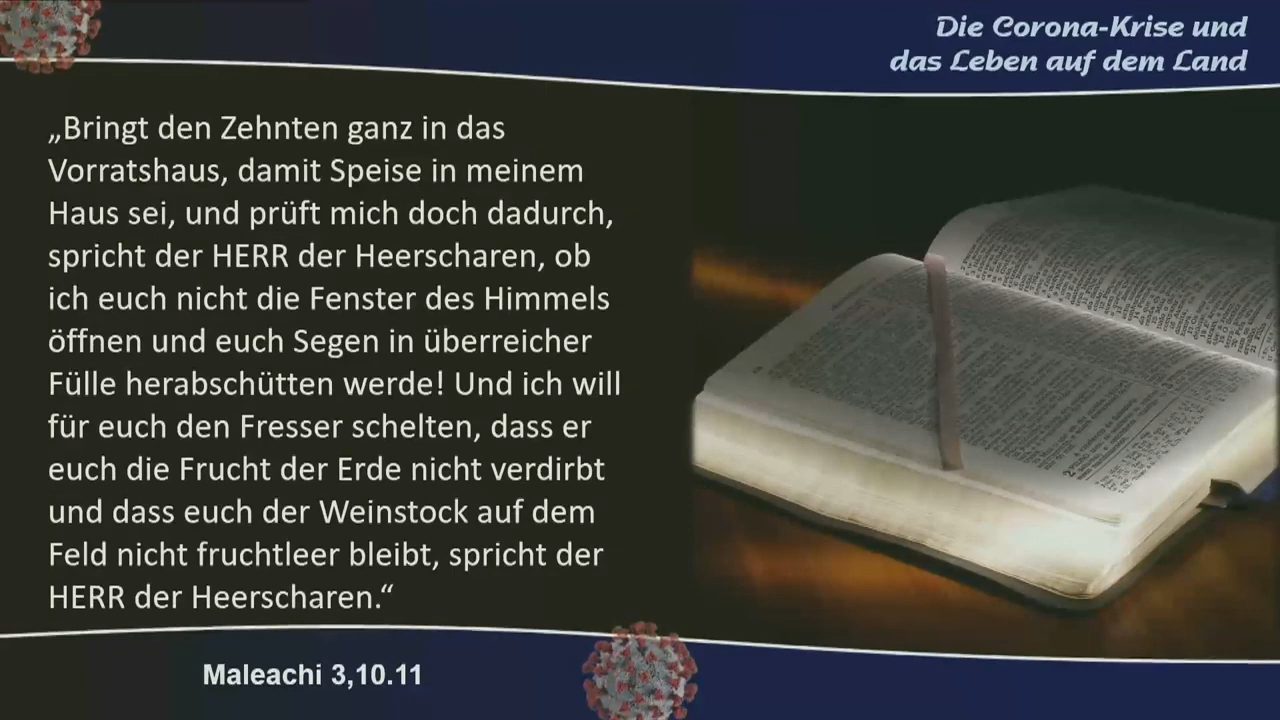 Die Corona-Krise und
das Leben auf dem Land
„Bringt den Zehnten ganz in das
Vorratshaus, damit Speise in meinem
Haus sei, und prüft mich doch dadurch,
spricht der HERR der Heerscharen, ob
ich euch nicht die Fenster des Himmels
öffnen und euch Segen in überreicher
Fülle herabschütten werde! Und ich will
für euch den Fresser schelten, dass er
euch die Frucht der Erde nicht verdirbt
und dass euch der Weinstock auf dem
Feld nicht fruchtleer bleibt, spricht der
HERR der Heerscharen.“
Maleachi 3,10.11